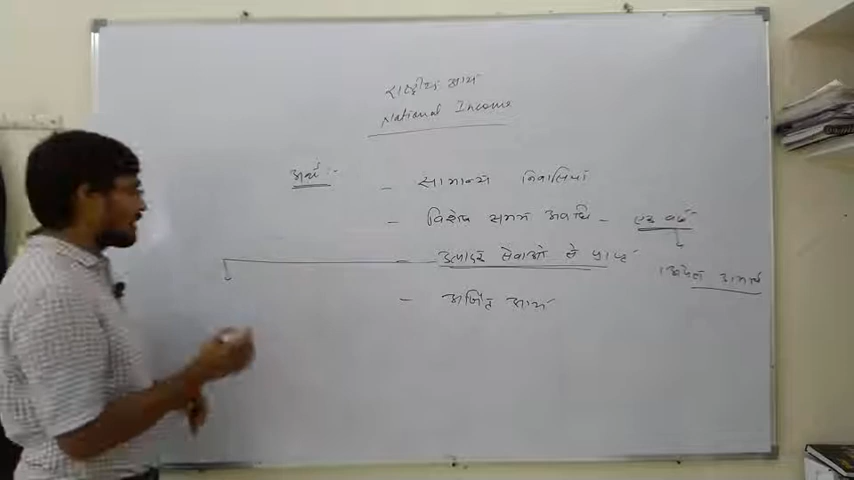 राष्ट्रीय आय
National Income
अर्थ :-
- सामान्य निवासियों
- विशेष समय अवधि - एक वर्ष
- उत्पादक सेवाओं से प्राप्त
- अर्जित आय